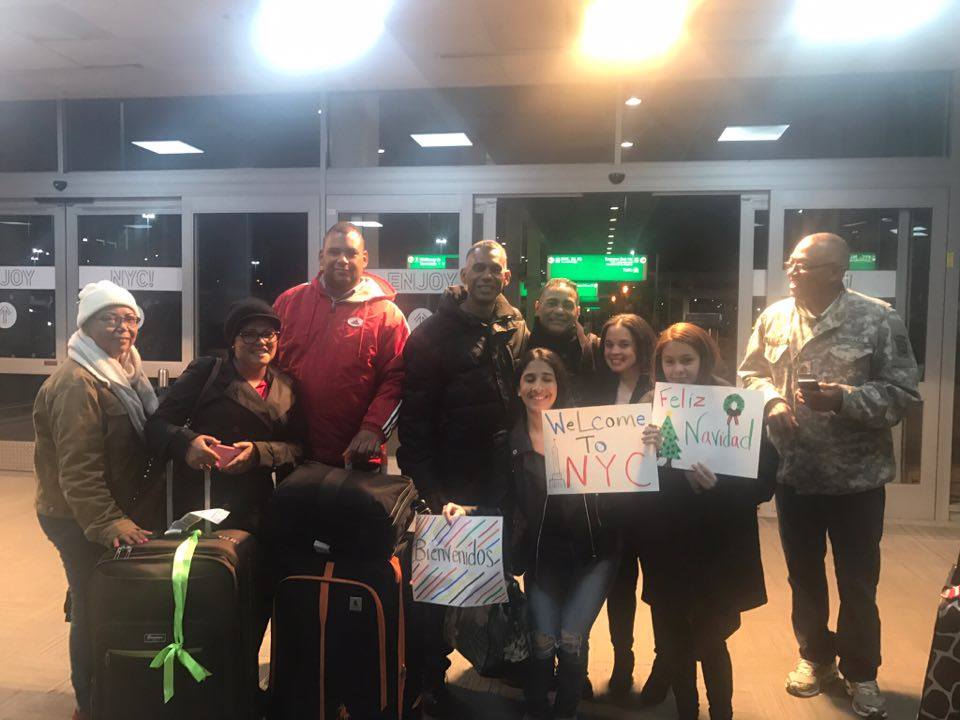 ENJOY
NYC!
ENJOY
WeLcome
To
NYC
Feliz
Navidad
Bienvenidos